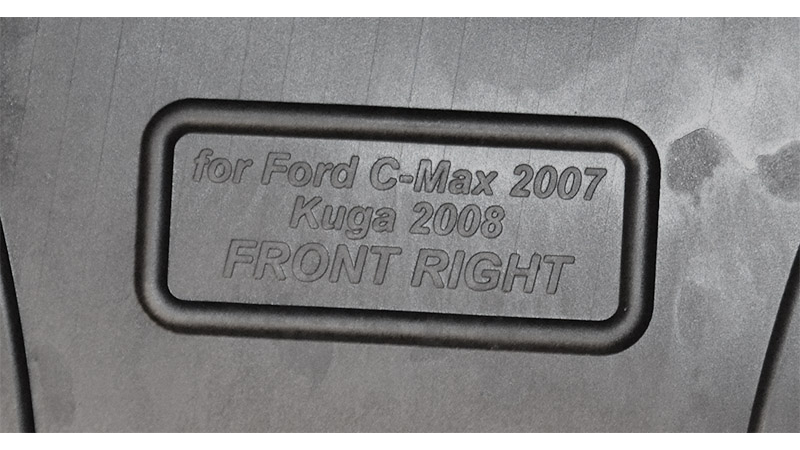 for Ford C-Max 2007
Kuga 2008
FRONT RIGHT